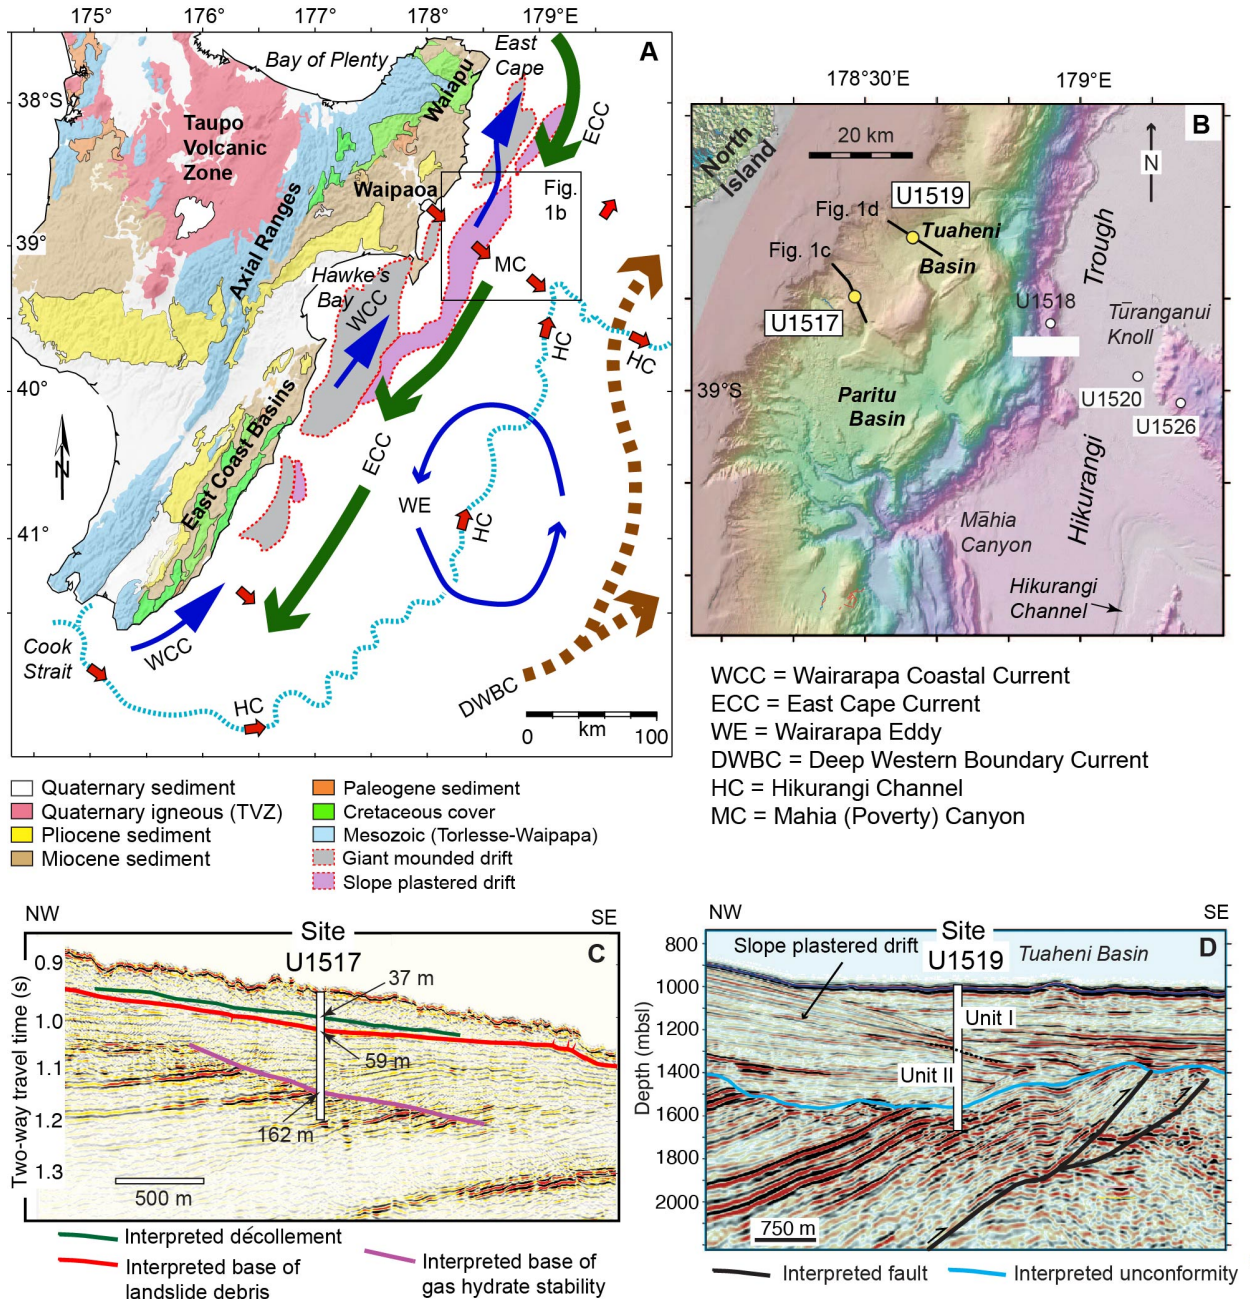 175°
176°
177°
178°
179°E
A
38°S
39°
40°
41°
Bay of Plenty
East
Cape
Waiapu
ECC
Taupo
Volcanic
Zone
Waipaoa
Fig.
1b
Axial Ranges
Hawke's
Bay
WCC
MC
HC
HC
East Coast Basins
ECC
WE
HC
N
Cook
Strait
WCC
HC
DWBC
0
km
100
Quaternary sediment
Quaternary igneous (TVZ)
Pliocene sediment
Miocene sediment
Paleogene sediment
Cretaceous cover
Mesozoic (Torlesse-Waipapa)
Giant mounded drift
Slope plastered drift
178°30'E
179°E
B
North
Island
20 km
N
U1519
Fig. 1d
Tuaheni
Basin
Fig. 1c
U1517
Trough
U1518
Tūranganui
Knoll
39°S
Paritu
Basin
U1520
U1526
Hikurangi
Māhia
Canyon
Hikurangi
Channel
WCC = Wairarapa Coastal Current
ECC = East Cape Current
WE = Wairarapa Eddy
DWBC = Deep Western Boundary Current
HC = Hikurangi Channel
MC = Mahia (Poverty) Canyon
NW
SE
Site
U1517
C
37 m
59 m
162 m
Two-way travel time (s)
0.9
1.0
1.1
1.2
1.3
500 m
Interpreted décollement
Interpreted base of
landslide debris
Interpreted base of
gas hydrate stability
NW
SE
Site
U1519
Slope plastered drift
Tuaheni Basin
D
Unit I
Unit II
Depth (mbsl)
800
1000
1200
1400
1600
1800
2000
750 m
Interpreted fault
Interpreted unconformity